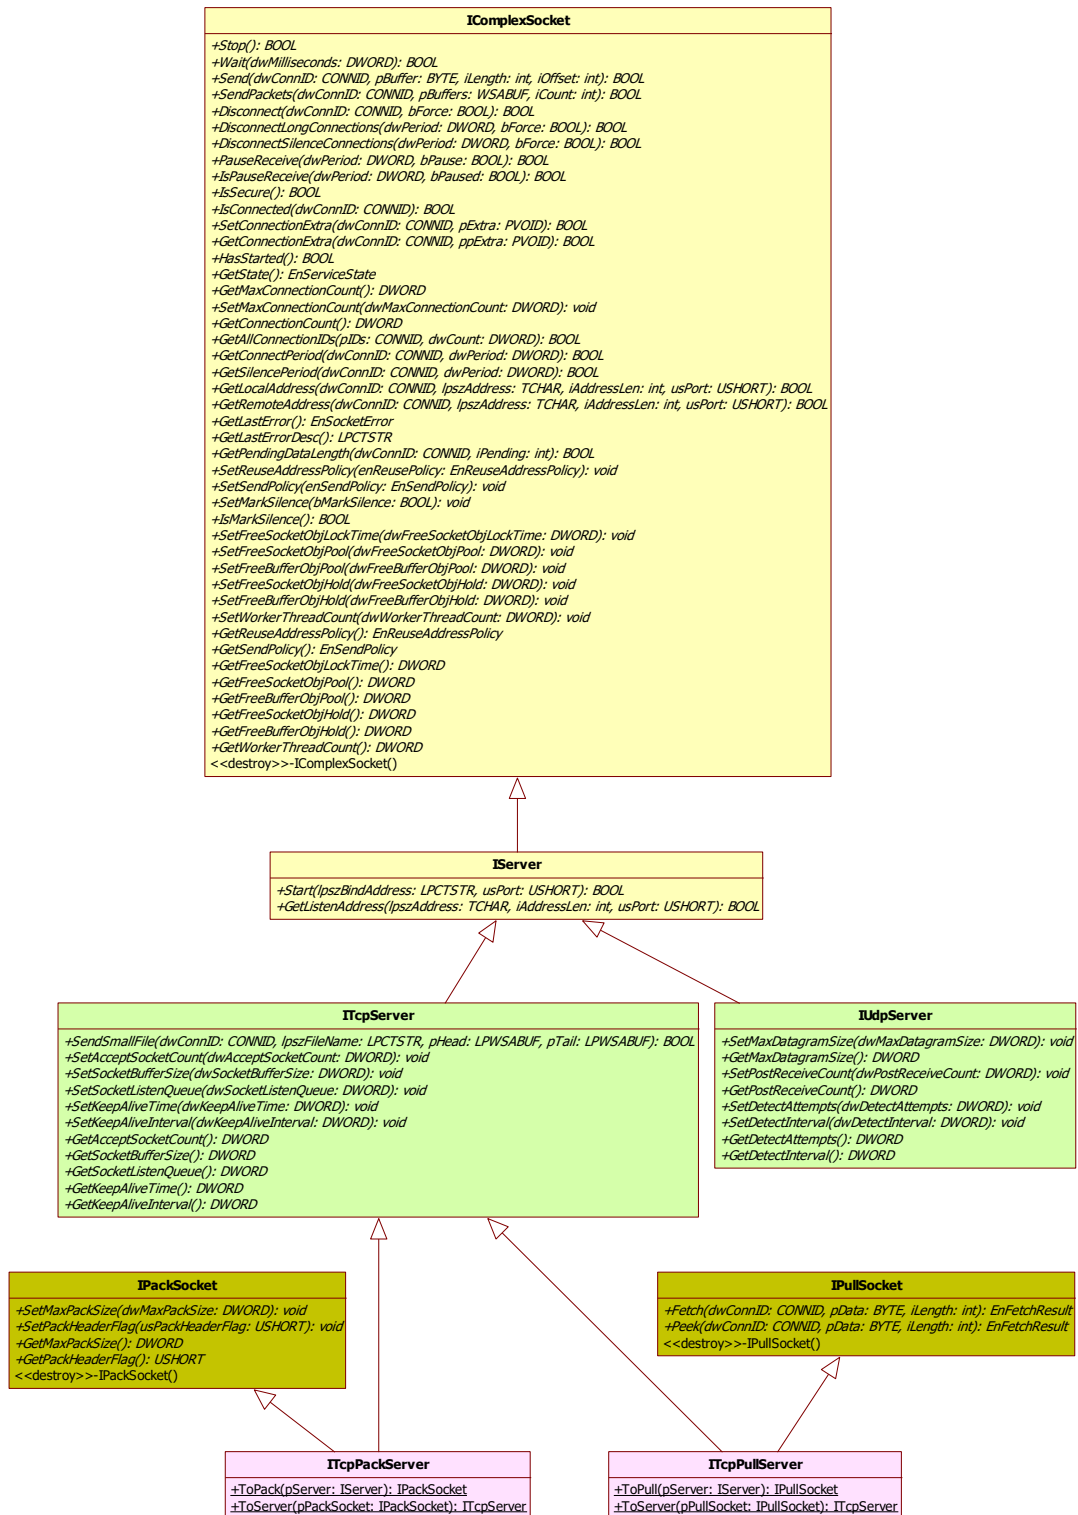 IComplexSocket
+Stop(): BOOL
+Wait(dwMilliseconds: DWORD): BOOL
+Send(dwConnID: CONNID, pBuffer: BYTE, iLength: int, iOffset: int): BOOL
+SendPackets(dwConnID: CONNID, pBuffers: WSABUF, iCount: int): BOOL
+Disconnect(dwConnID: CONNID, bForce: BOOL): BOOL
+DisconnectLongConnections(dwPeriod: DWORD, bForce: BOOL): BOOL
+DisconnectSilenceConnections(dwPeriod: DWORD, bForce: BOOL): BOOL
+PauseReceive(dwPeriod: DWORD, bPause: BOOL): BOOL
+IsPauseReceive(dwPeriod: DWORD, bPaused: BOOL): BOOL
+IsSecure(): BOOL
+IsConnected(dwConnID: CONNID): BOOL
+SetConnectionExtra(dwConnID: CONNID, pExtra: PVOID): BOOL
+GetConnectionExtra(dwConnID: CONNID, ppExtra: PVOID): BOOL
+HasStarted(): BOOL
+GetState(): EnServiceState
+GetMaxConnectionCount(): DWORD
+SetMaxConnectionCount(dwMaxConnectionCount: DWORD): void
+GetConnectionCount(): DWORD
+GetAllConnectionIDs(pIDs: CONNID, dwCount: DWORD): BOOL
+GetConnectPeriod(dwConnID: CONNID, dwPeriod: DWORD): BOOL
+GetSilencePeriod(dwConnID: CONNID, dwPeriod: DWORD): BOOL
+GetLocalAddress(dwConnID: CONNID, lpszAddress: TCHAR, iAddressLen: int, usPort: USHORT): BOOL
+GetRemoteAddress(dwConnID: CONNID, lpszAddress: TCHAR, iAddressLen: int, usPort: USHORT): BOOL
+GetLastError(): EnSocketError
+GetLastErrorDesc(): LPCTSTR
+GetPendingDataLength(dwConnID: CONNID, iPending: int): BOOL
+SetReuseAddressPolicy(enReusePolicy: EnReuseAddressPolicy): void
+SetSendPolicy(enSendPolicy: EnSendPolicy): void
+SetMarkSilence(bMarkSilence: BOOL): void
+IsMarkSilence(): BOOL
+SetFreeSocketObjLockTime(dwFreeSocketObjLockTime: DWORD): void
+SetFreeSocketObjPool(dwFreeSocketObjPool: DWORD): void
+SetFreeBufferObjPool(dwFreeBufferObjPool: DWORD): void
+SetFreeSocketObjHold(dwFreeSocketObjHold: DWORD): void
+SetFreeBufferObjHold(dwFreeBufferObjHold: DWORD): void
+SetWorkerThreadCount(dwWorkerThreadCount: DWORD): void
+GetReuseAddressPolicy(): EnReuseAddressPolicy
+GetSendPolicy(): EnSendPolicy
+GetFreeSocketObjLockTime(): DWORD
+GetFreeSocketObjPool(): DWORD
+GetFreeBufferObjPool(): DWORD
+GetFreeSocketObjHold(): DWORD
+GetFreeBufferObjHold(): DWORD
+GetWorkerThreadCount(): DWORD
<<destroy>>-IComplexSocket()
IServer
+Start(lpszBindAddress: LPCTSTR, usPort: USHORT): BOOL
+GetListenAddress(lpszAddress: TCHAR, iAddressLen: int, usPort: USHORT): BOOL
ITcpServer
+SendSmallFile(dwConnID: CONNID, lpszFileName: LPCTSTR, pHead: LPWSABUF, pTail: LPWSABUF): BOOL
+SetAcceptSocketCount(dwAcceptSocketCount: DWORD): void
+SetSocketBufferSize(dwSocketBufferSize: DWORD): void
+SetSocketListenQueue(dwSocketListenQueue: DWORD): void
+SetKeepAliveTime(dwKeepAliveTime: DWORD): void
+SetKeepAliveInterval(dwKeepAliveInterval: DWORD): void
+GetAcceptSocketCount(): DWORD
+GetSocketBufferSize(): DWORD
+GetSocketListenQueue(): DWORD
+GetKeepAliveTime(): DWORD
+GetKeepAliveInterval(): DWORD
IUdpServer
+SetMaxDatagramSize(dwMaxDatagramSize: DWORD): void
+GetMaxDatagramSize(): DWORD
+SetPostReceiveCount(dwPostReceiveCount: DWORD): void
+GetPostReceiveCount(): DWORD
+SetDetectAttempts(dwDetectAttempts: DWORD): void
+SetDetectInterval(dwDetectInterval: DWORD): void
+GetDetectAttempts(): DWORD
+GetDetectInterval(): DWORD
IPackSocket
+SetMaxPackSize(dwMaxPackSize: DWORD): void
+SetPackHeaderFlag(usPackHeaderFlag: USHORT): void
+GetMaxPackSize(): DWORD
+GetPackHeaderFlag(): USHORT
<<destroy>>-IPackSocket()
IPullSocket
+Fetch(dwConnID: CONNID, pData: BYTE, iLength: int): EnFetchResult
+Peek(dwConnID: CONNID, pData: BYTE, iLength: int): EnFetchResult
<<destroy>>-IPullSocket()
ITcpPackServer
+ToPack(pServer: IServer): IPackSocket
+ToServer(pPackSocket: IPackSocket): ITcpServer
ITcpPullServer
+ToPull(pServer: IServer): IPullSocket
+ToServer(pPullSocket: IPullSocket): ITcpServer